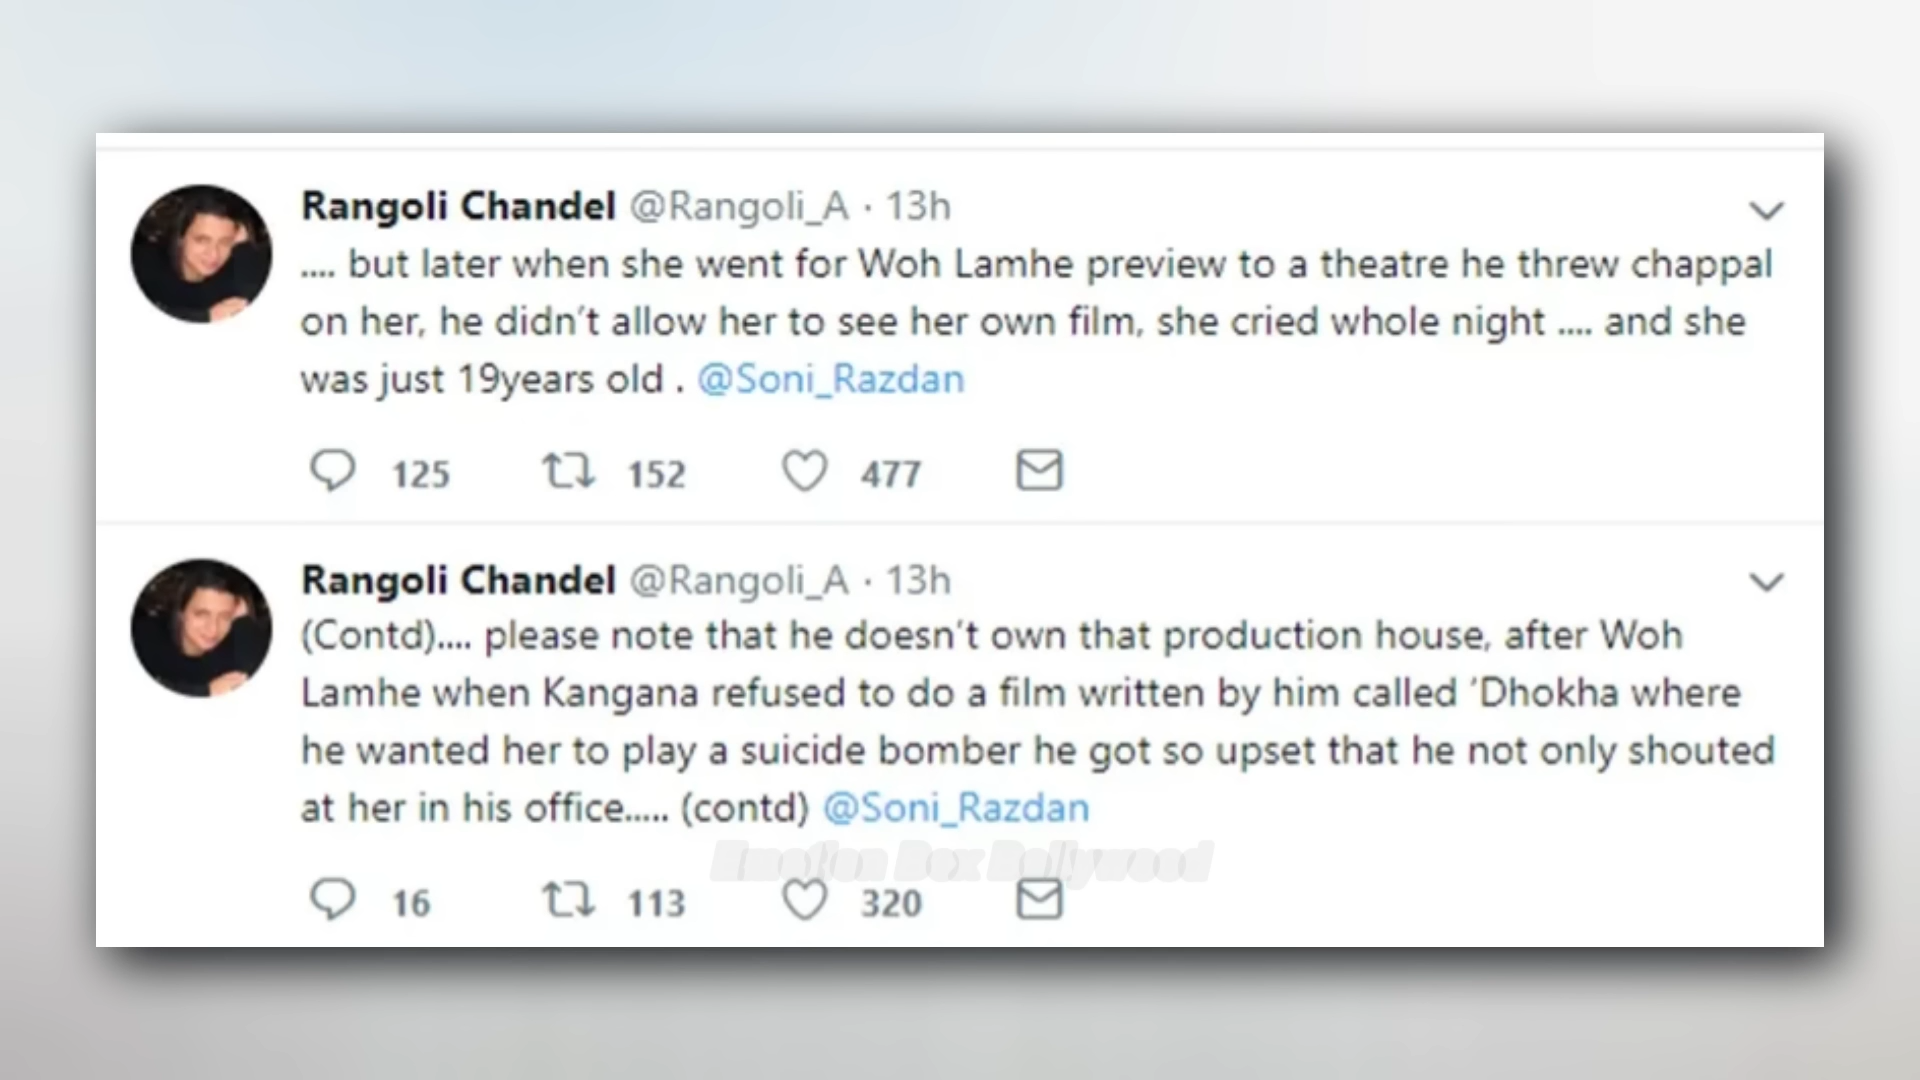 Rangoli Chandel @Rangoli_A · 13h
.... but later when she went for Woh Lamhe preview to a theatre he threw chappal
on her, he didn’t allow her to see her own film, she cried whole night .... and she
was just 19years old . @Soni_Razdan
125 152 477
Rangoli Chandel @Rangoli_A · 13h
(Contd).... please note that he doesn’t own that production house, after Woh
Lamhe when Kangana refused to do a film written by him called ‘Dhokha where
he wanted her to play a suicide bomber he got so upset that he not only shouted
at her in his office..... (contd) @Soni_Razdan
Emotion Box Bollywood
16 113 320